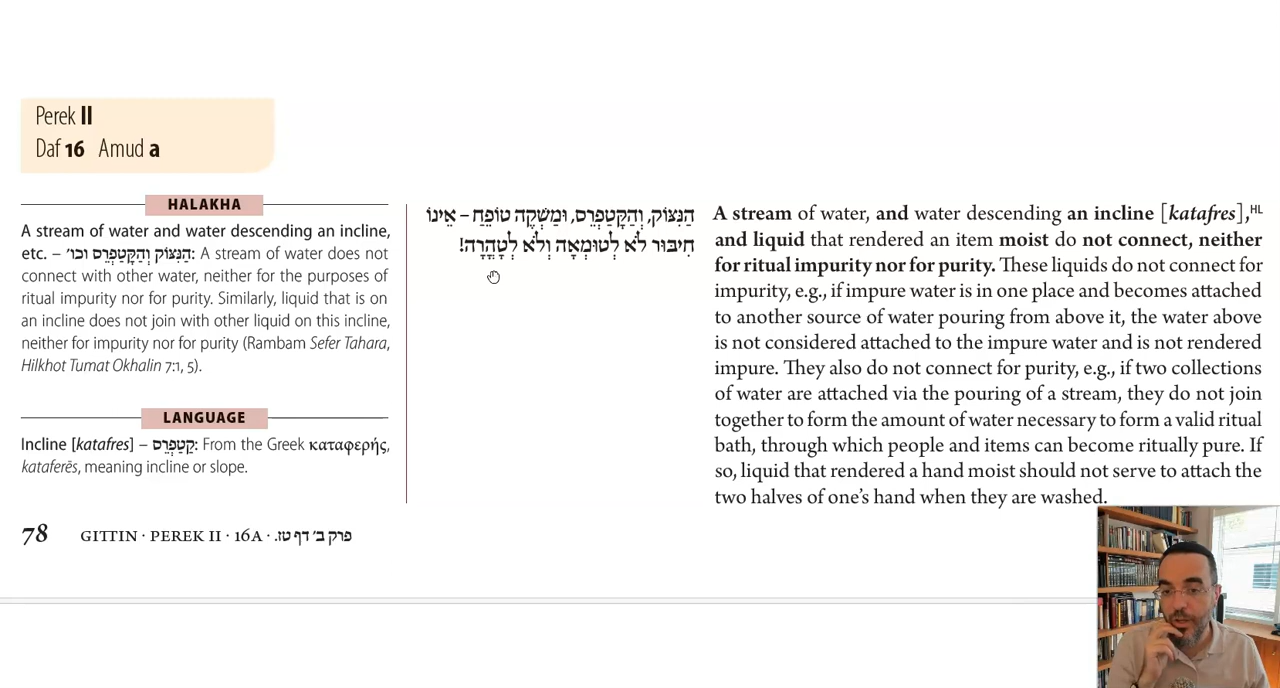 Perek II
Daf 16 Amud a
HALAKHA
A stream of water and water descending an incline,
etc. – הַנִּצּוֹק וְהַקְּטַפְרֵס וכו׳: A stream of water does not
connect with other water, neither for the purposes of
ritual impurity nor for purity. Similarly, liquid that is on
an incline does not join with other liquid on this incline,
neither for impurity nor for purity (Rambam Sefer Tahara,
Hilkhot Tumat Okhalin 7:1, 5).
LANGUAGE
Incline [katafres] – קַטַפְרֵס: From the Greek καταφερής,
kataferēs, meaning incline or slope.
הַנִּצּוֹק, וְהַקְּטַפְרֵס, וּמַשְׁקֶה טוֹפֵחַ – אֵינוֹ
חִיבּוּר לֹא לְטוּמְאָה וְלֹא לְטָהֳרָה!
A stream of water, and water descending an incline [katafres],HL
and liquid that rendered an item moist do not connect, neither
for ritual impurity nor for purity. These liquids do not connect for
impurity, e.g., if impure water is in one place and becomes attached
to another source of water pouring from above it, the water above
is not considered attached to the impure water and is not rendered
impure. They also do not connect for purity, e.g., if two collections
of water are attached via the pouring of a stream, they do not join
together to form the amount of water necessary to form a valid ritual
bath, through which people and items can become ritually pure. If
so, liquid that rendered a hand moist should not serve to attach the
two halves of one's hand when they are washed.
78 GITTIN · PEREK II · 16A · פרק ב׳ דף טז.